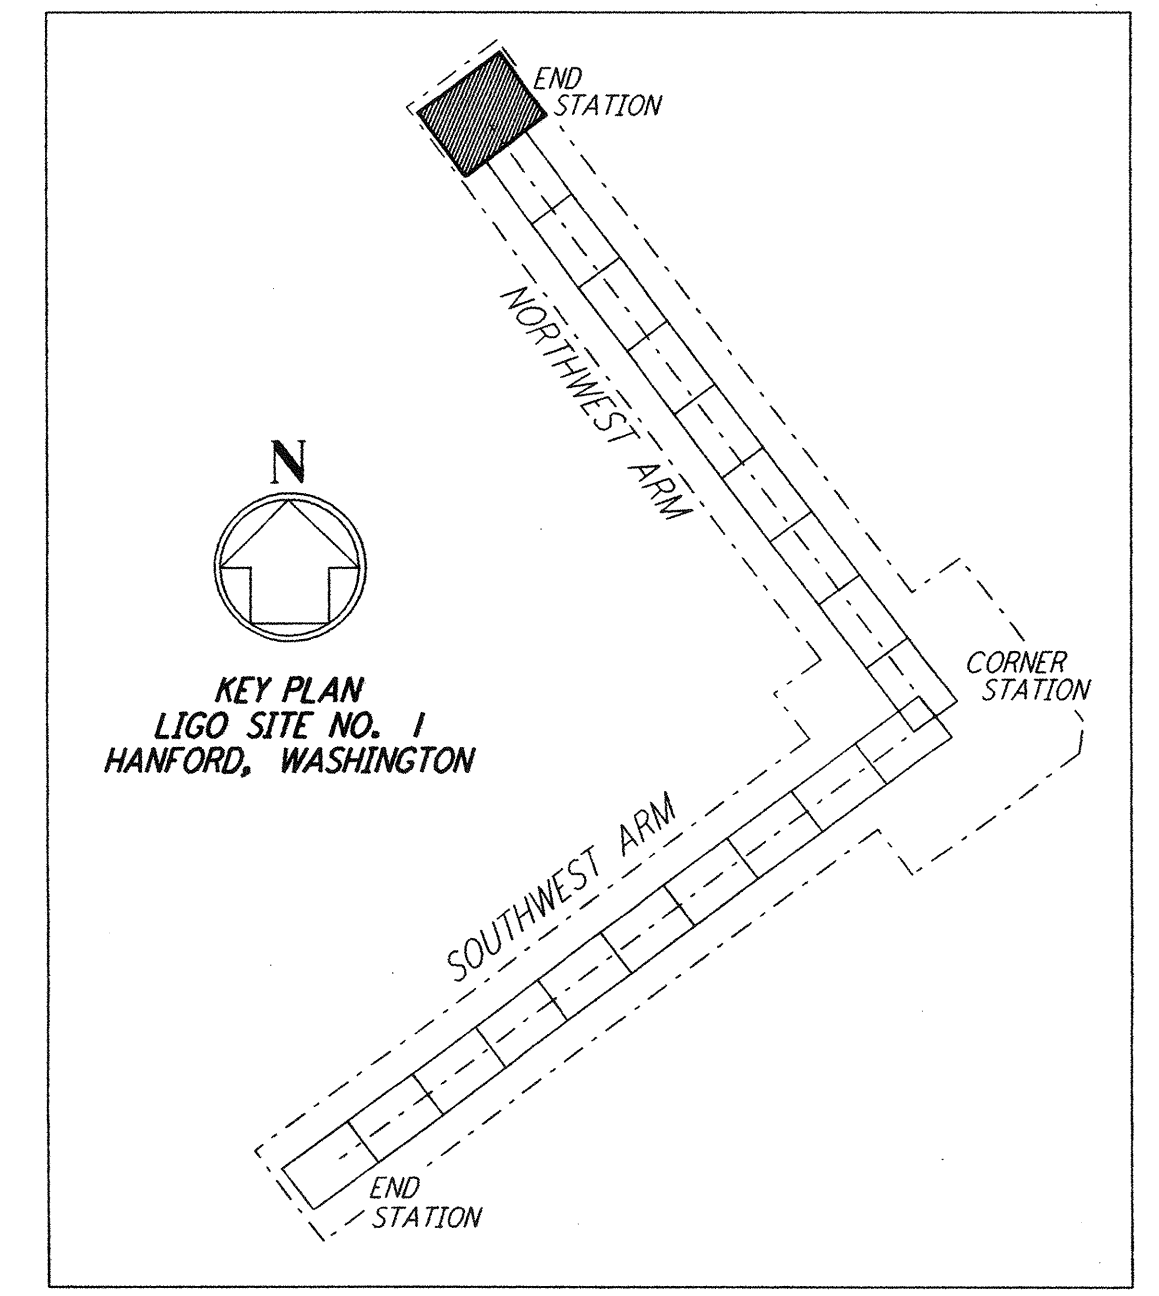 END
STATION
NORTHWEST ARM
N
CORNER
STATION
KEY PLAN
LIGO SITE NO. 1
HANFORD, WASHINGTON
SOUTHWEST ARM
END
STATION